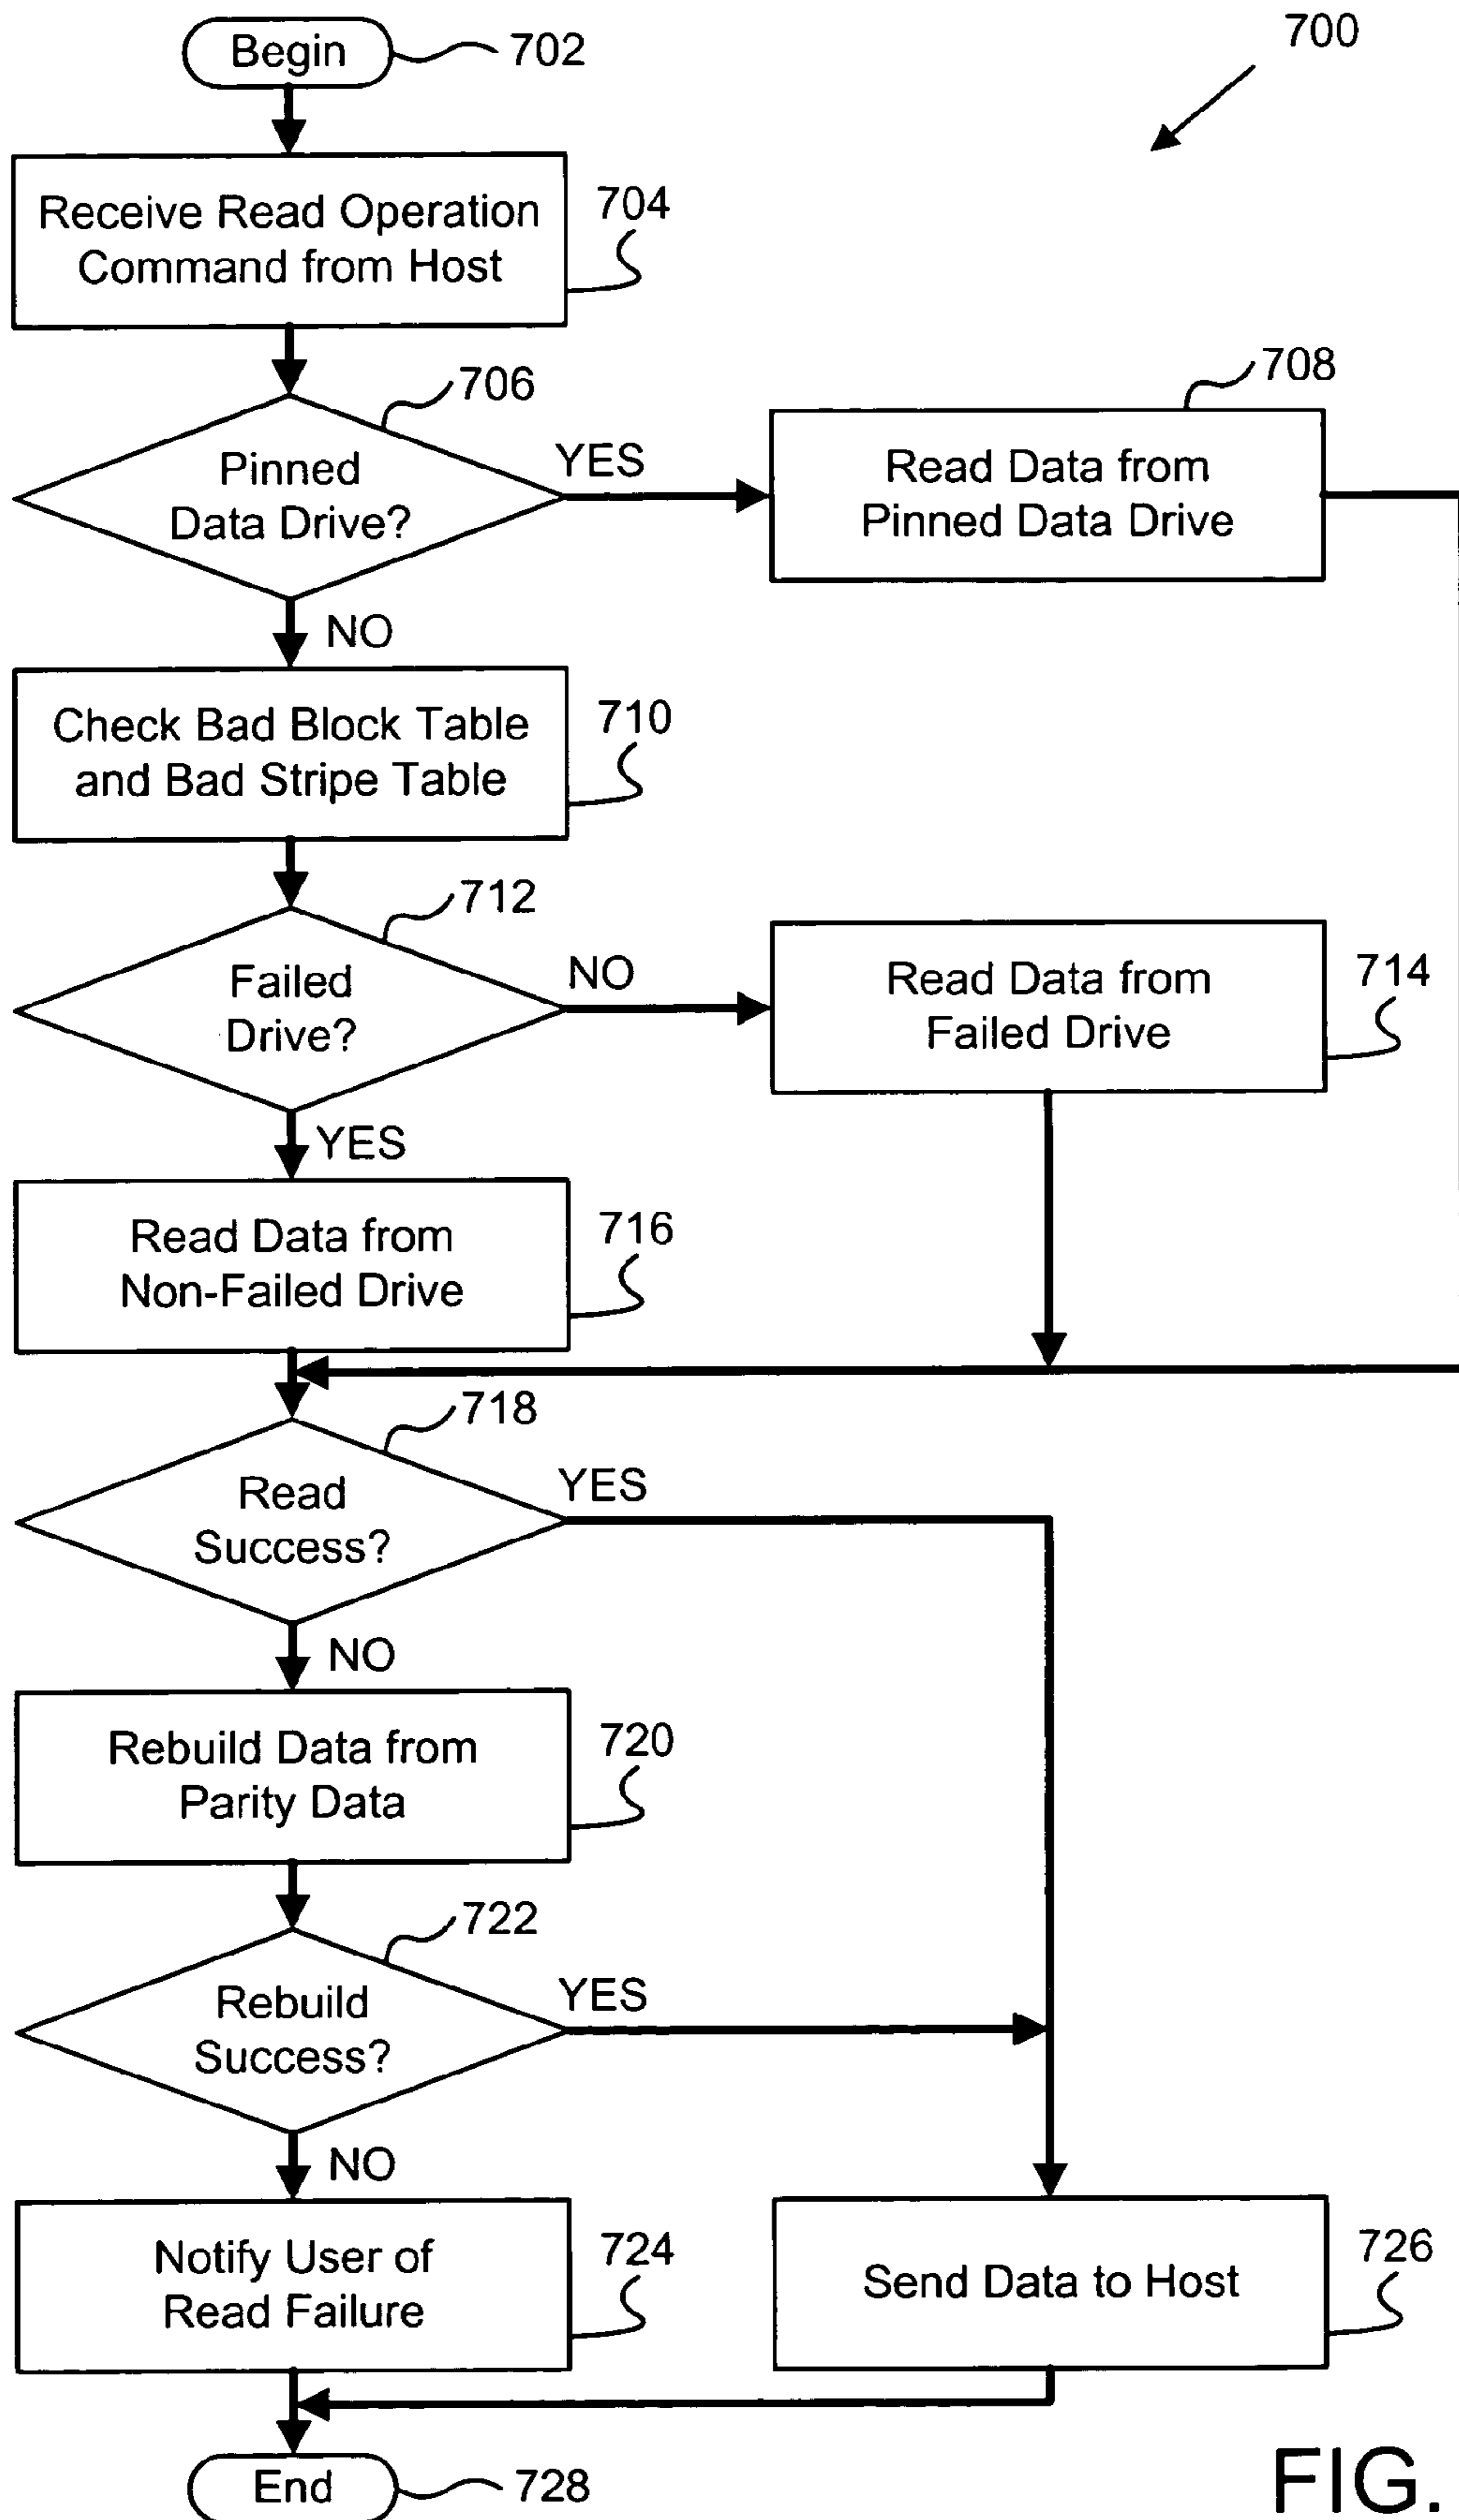 Begin
702
700
Receive Read Operation
Command from Host
704
706
Pinned
Data Drive?
YES
708
Read Data from
Pinned Data Drive
NO
Check Bad Block Table
and Bad Stripe Table
710
712
Failed
Drive?
NO
Read Data from
Failed Drive
714
YES
Read Data from
Non-Failed Drive
716
718
Read
Success?
YES
NO
Rebuild Data from
Parity Data
720
722
Rebuild
Success?
YES
NO
Notify User of
Read Failure
724
Send Data to Host
726
End
728
FIG.